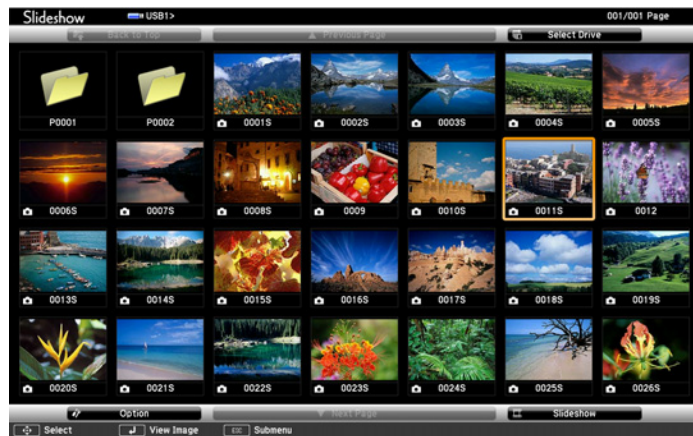 Slideshow USB1> 001/001 Page
Back to Top Previous Page Select Drive
P0001 P0002 0001S 0002S 0003S 0004S 0005S
0006S 0007S 0008S 0009 0010S 0011S 0012
0013S 0014S 0015S 0016S 0017S 0018S 0019S
0020S 0021S 0022S 0023S 0024S 0025S 0026S
Option Next Page Slideshow
Select View Image Esc Submenu